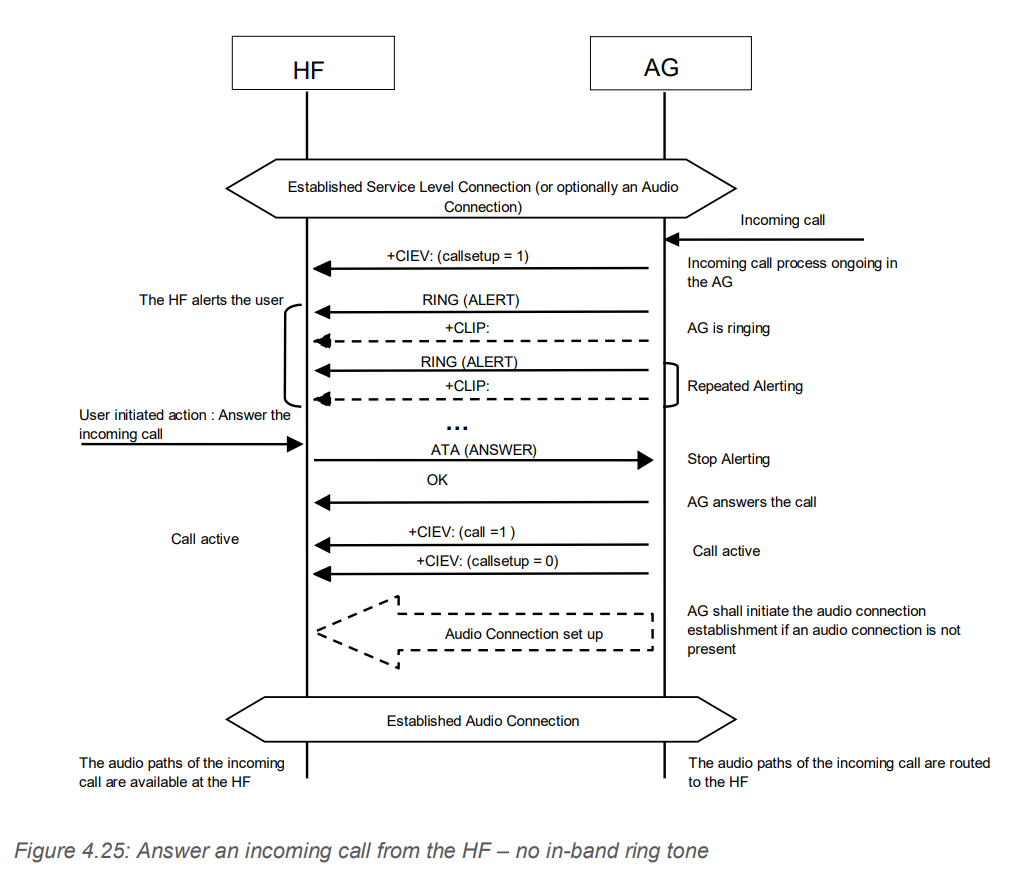 HF
AG
Established Service Level Connection (or optionally an Audio
Connection)
Incoming call
+CIEV: (callsetup = 1)
Incoming call process ongoing in
the AG
The HF alerts the user
RING (ALERT)
+CLIP:
AG is ringing
RING (ALERT)
+CLIP:
Repeated Alerting
User initiated action : Answer the
incoming call
...
ATA (ANSWER)
Stop Alerting
OK
AG answers the call
+CIEV: (call =1 )
Call active
Call active
+CIEV: (callsetup = 0)
AG shall initiate the audio connection
establishment if an audio connection is not
present
Audio Connection set up
Established Audio Connection
The audio paths of the incoming
call are available at the HF
The audio paths of the incoming call are routed
to the HF
Figure 4.25: Answer an incoming call from the HF – no in-band ring tone